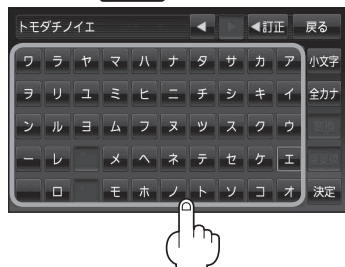 トモダチノイエ ◀ ▶ ◀訂正 戻る
ワ ラ ヤ マ ハ ナ タ サ カ ア 小文字
ヲ リ ユ ミ ヒ ニ チ シ キ イ 全カナ
ン ル ヨ ム フ ヌ ツ ス ク ウ 変換
ー レ メ ヘ ネ テ セ ケ エ
ロ モ ホ ノ ト ソ コ オ 決定